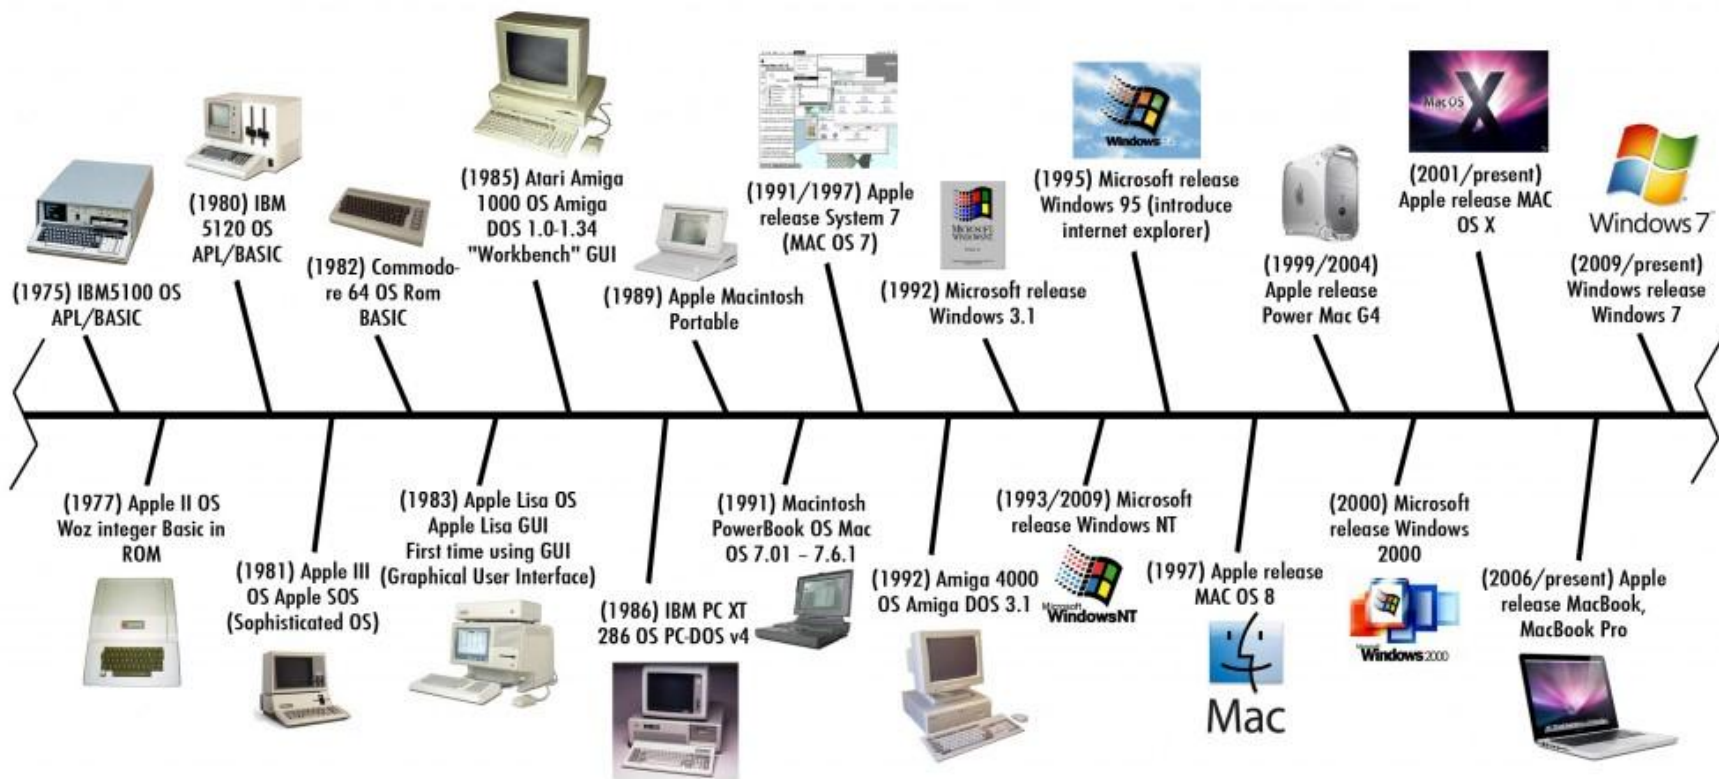 (1975) IBM5100 OS
APL/BASIC
(1980) IBM
5120 OS
APL/BASIC
(1982) Commodo-
re 64 OS Rom
BASIC
(1985) Atari Amiga
1000 OS Amiga
DOS 1.0-1.34
"Workbench" GUI
(1989) Apple Macintosh
Portable
(1991/1997) Apple
release System 7
(MAC OS 7)
MICROSOFT
WINDOWS NT
(1992) Microsoft release
Windows 3.1
Windows 95
(1995) Microsoft release
Windows 95 (introduce
internet explorer)
(1999/2004)
Apple release
Power Mac G4
Mac OS X
(2001/present)
Apple release MAC
OS X
Windows 7
(2009/present)
Windows release
Windows 7
(1977) Apple II OS
Woz integer Basic in
ROM
(1981) Apple III
OS Apple SOS
(Sophisticated OS)
(1983) Apple Lisa OS
Apple Lisa GUI
First time using GUI
(Graphical User Interface)
(1986) IBM PC XT
286 OS PC-DOS v4
(1991) Macintosh
PowerBook OS Mac
OS 7.01 – 7.6.1
(1992) Amiga 4000
OS Amiga DOS 3.1
(1993/2009) Microsoft
release Windows NT
Microsoft
WindowsNT
(1997) Apple release
MAC OS 8
Mac
(2000) Microsoft
release Windows
2000
Microsoft
Windows 2000
(2006/present) Apple
release MacBook,
MacBook Pro